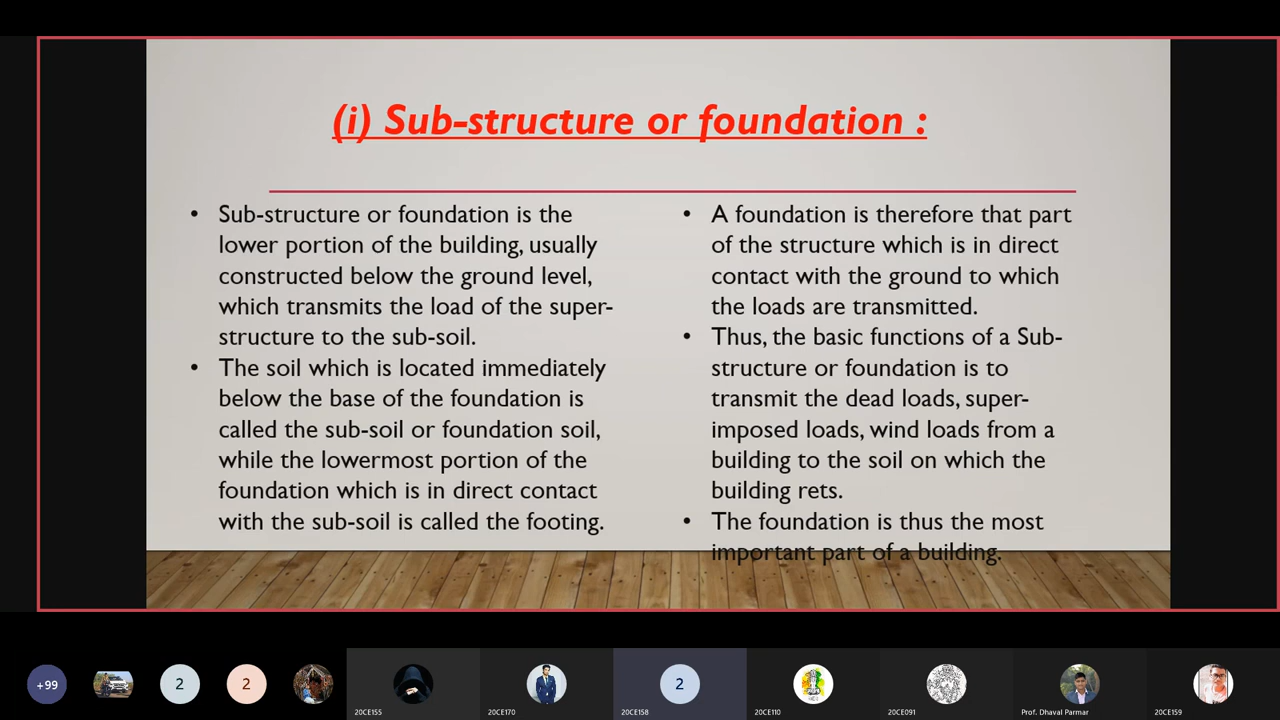 (i) Sub-structure or foundation :
• Sub-structure or foundation is the
lower portion of the building, usually
constructed below the ground level,
which transmits the load of the super-
structure to the sub-soil.
• The soil which is located immediately
below the base of the foundation is
called the sub-soil or foundation soil,
while the lowermost portion of the
foundation which is in direct contact
with the sub-soil is called the footing.
• A foundation is therefore that part
of the structure which is in direct
contact with the ground to which
the loads are transmitted.
• Thus, the basic functions of a Sub-
structure or foundation is to
transmit the dead loads, super-
imposed loads, wind loads from a
building to the soil on which the
building rets.
• The foundation is thus the most
important part of a building.
+99
2
2
2
20CE155
20CE170
20CE158
20CE110
20CE091
Prof. Dhaval Parmar
20CE159